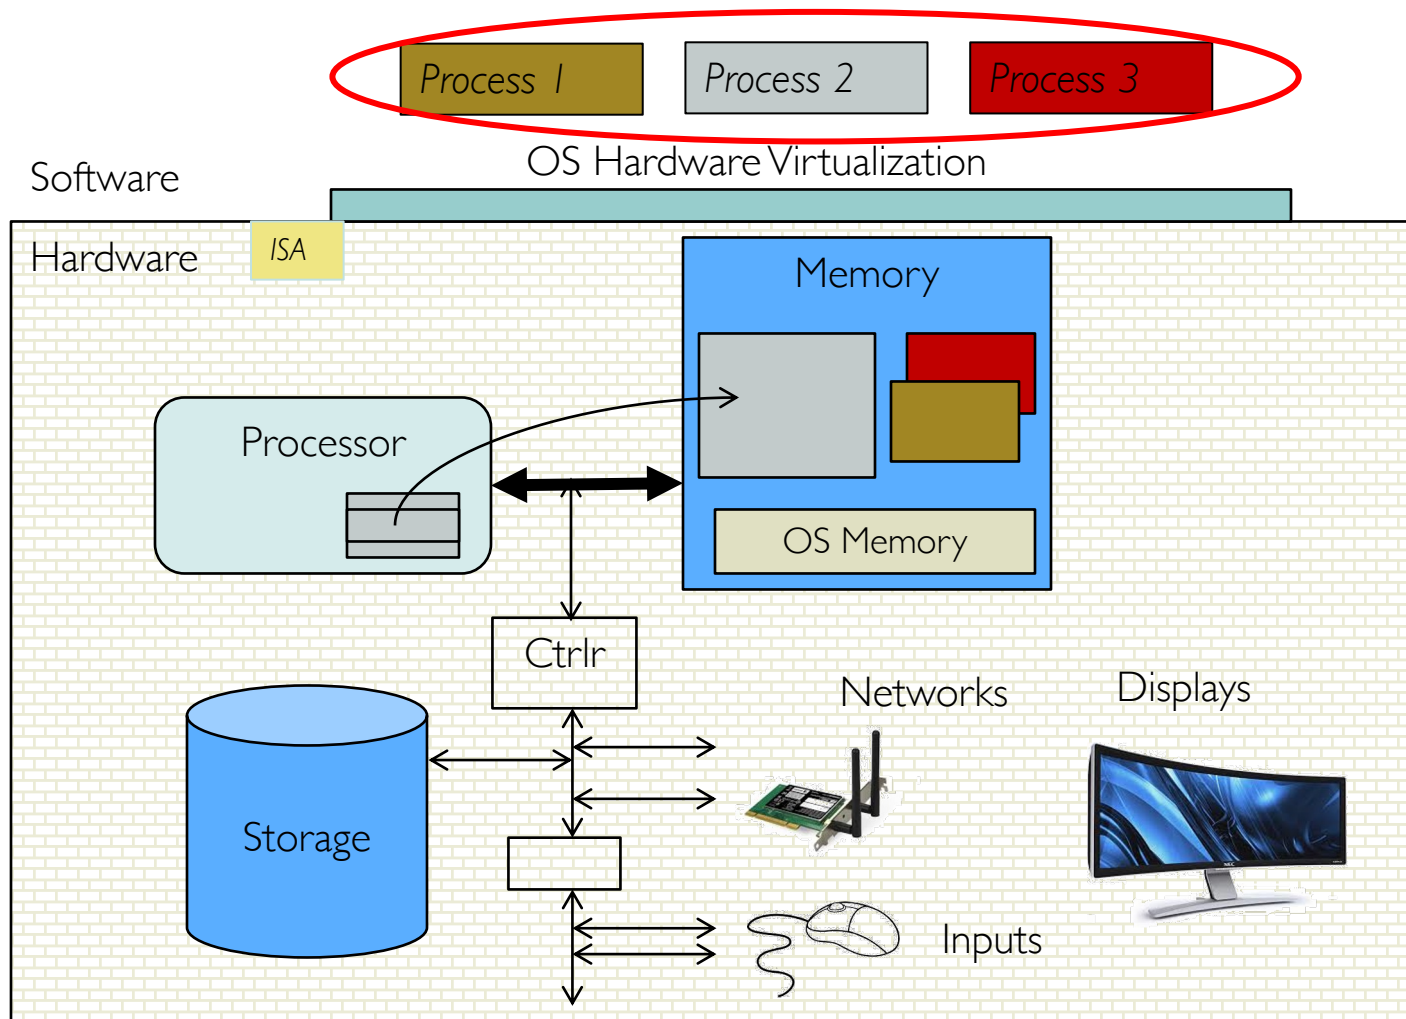 Process 1
Process 2
Process 3
OS Hardware Virtualization
Software
Hardware
ISA
Memory
Processor
OS Memory
Ctrlr
Networks
Displays
Storage
NEC
Inputs